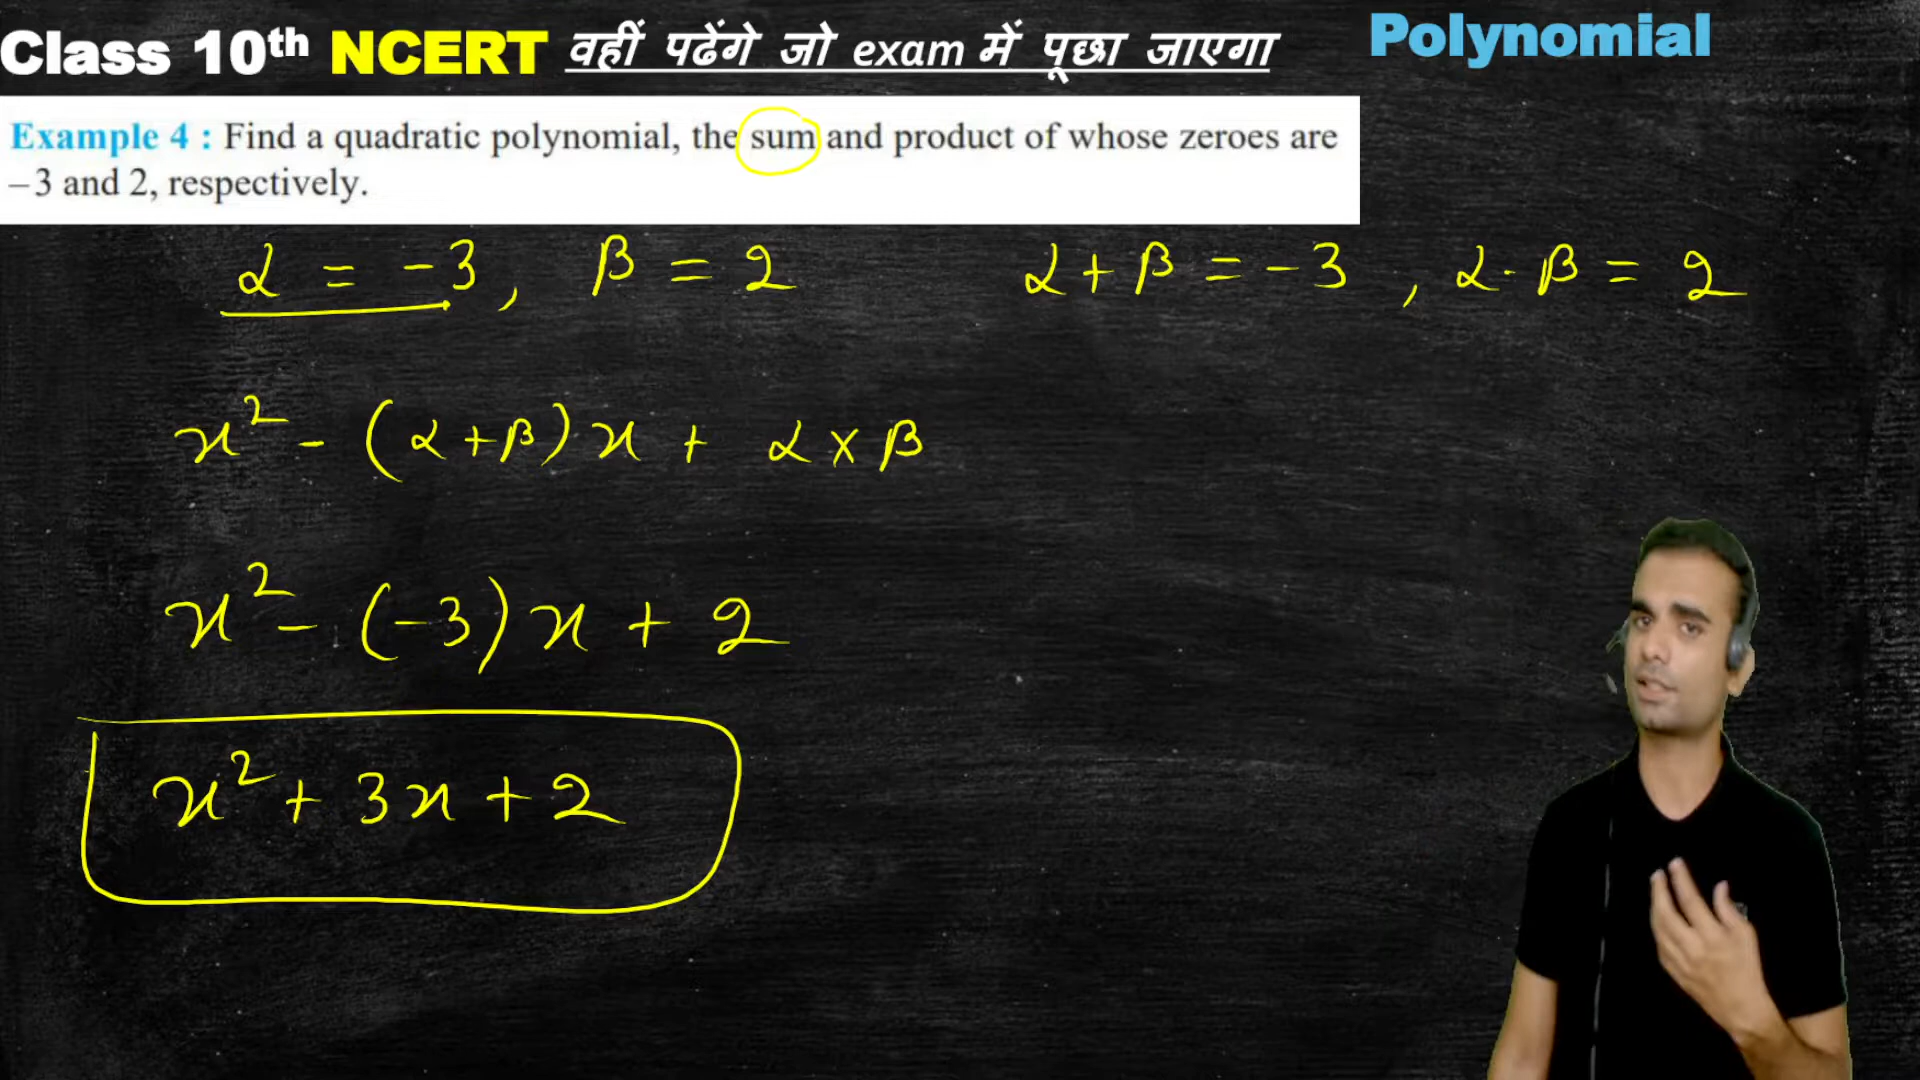 Class 10th NCERT वहीं पढेंगे जो exam में पूछा जाएगा Polynomial
Example 4 : Find a quadratic polynomial, the sum and product of whose zeroes are
–3 and 2, respectively.
α = -3, β = 2 α + β = -3, α · β = 2
x² - (α + β)x + α × β
x² - (-3)x + 2
x² + 3x + 2